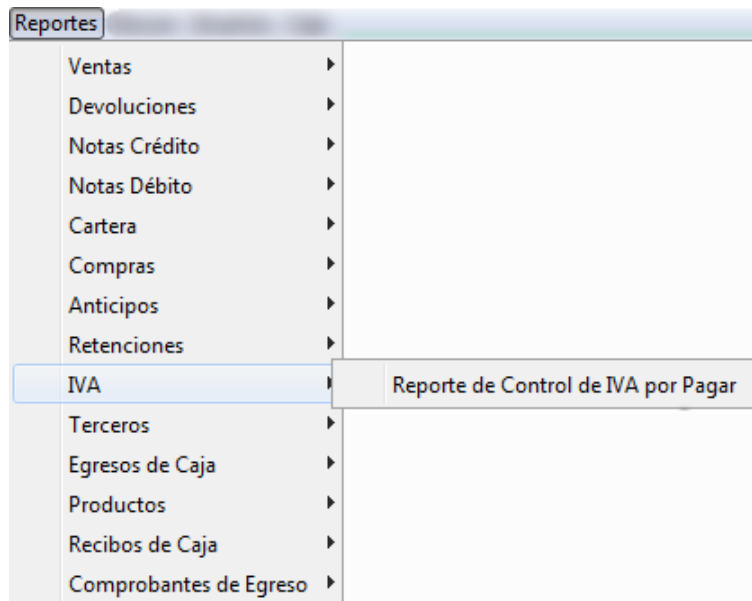 Reportes
Ventas
Devoluciones
Notas Crédito
Notas Débito
Cartera
Compras
Anticipos
Retenciones
IVA
Reporte de Control de IVA por Pagar
Terceros
Egresos de Caja
Productos
Recibos de Caja
Comprobantes de Egreso